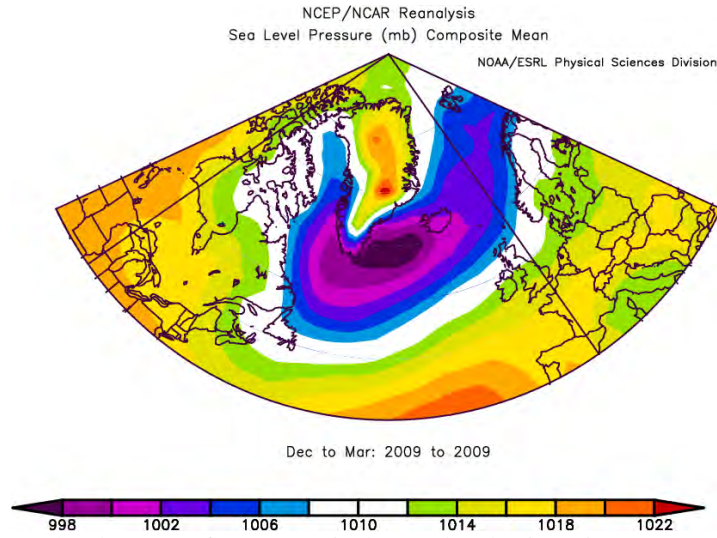 NCEP/NCAR Reanalysis
Sea Level Pressure (mb) Composite Mean
NOAA/ESRL Physical Sciences Division
Dec to Mar: 2009 to 2009
998 1002 1006 1010 1014 1018 1022